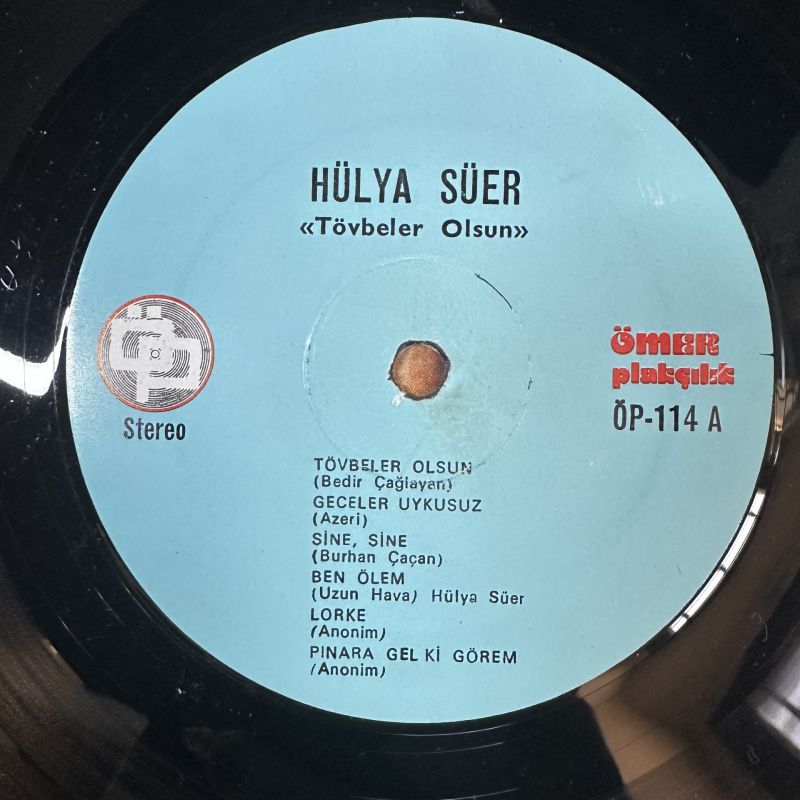 HÜLYA SÜER
«Tövbeler Olsun»
Stereo
ÖMER
plakçılık
ÖP-114 A
TÖVBELER OLSUN
(Bedir Çağlayan)
GECELER UYKUSUZ
(Azeri)
SİNE, SİNE
(Burhan Çaçan)
BEN ÖLEM
(Uzun Hava) Hülya Süer
LORKE
(Anonim)
PINARA GEL Kİ GÖREM
(Anonim)